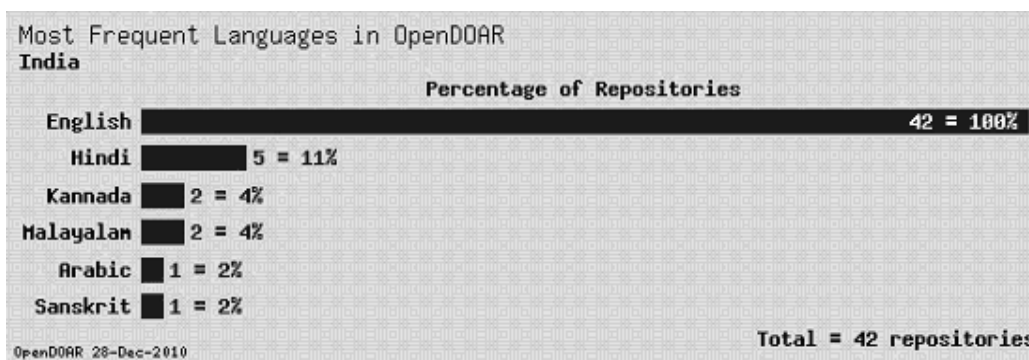 Most Frequent Languages in OpenDOAR
India
Percentage of Repositories
English 42 = 100%
Hindi 5 = 11%
Kannada 2 = 4%
Malayalam 2 = 4%
Arabic 1 = 2%
Sanskrit 1 = 2%
Total = 42 repositories
OpenDOAR 28-Dec-2010